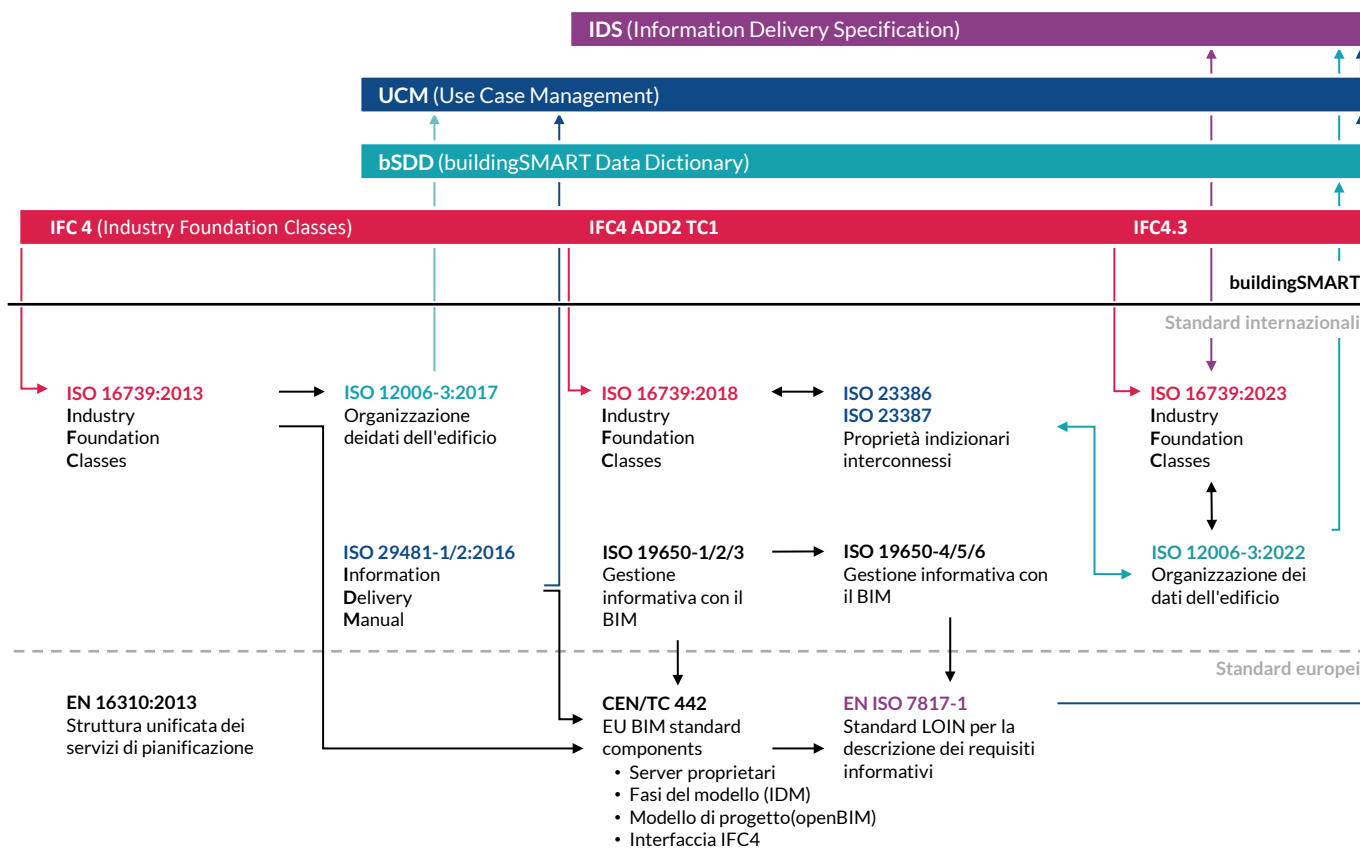 IDS (Information Delivery Specification)
UCM (Use Case Management)
bSDD (buildingSMART Data Dictionary)
IFC 4 (Industry Foundation Classes)
IFC4 ADD2 TC1
IFC4.3
buildingSMART
Standard internazionali
ISO 16739:2013
Industry
Foundation
Classes
ISO 12006-3:2017
Organizzazione
deidati dell'edificio
ISO 16739:2018
Industry
Foundation
Classes
ISO 23386
ISO 23387
Proprietà indizionari
interconnessi
ISO 16739:2023
Industry
Foundation
Classes
ISO 29481-1/2:2016
Information
Delivery
Manual
ISO 19650-1/2/3
Gestione
informativa con il
BIM
ISO 19650-4/5/6
Gestione informativa con
il BIM
ISO 12006-3:2022
Organizzazione dei
dati dell'edificio
Standard europei
EN 16310:2013
Struttura unificata dei
servizi di pianificazione
CEN/TC 442
EU BIM standard
components
• Server proprietari
• Fasi del modello (IDM)
• Modello di progetto(openBIM)
• Interfaccia IFC4
EN ISO 7817-1
Standard LOIN per la
descrizione dei requisiti
informativi